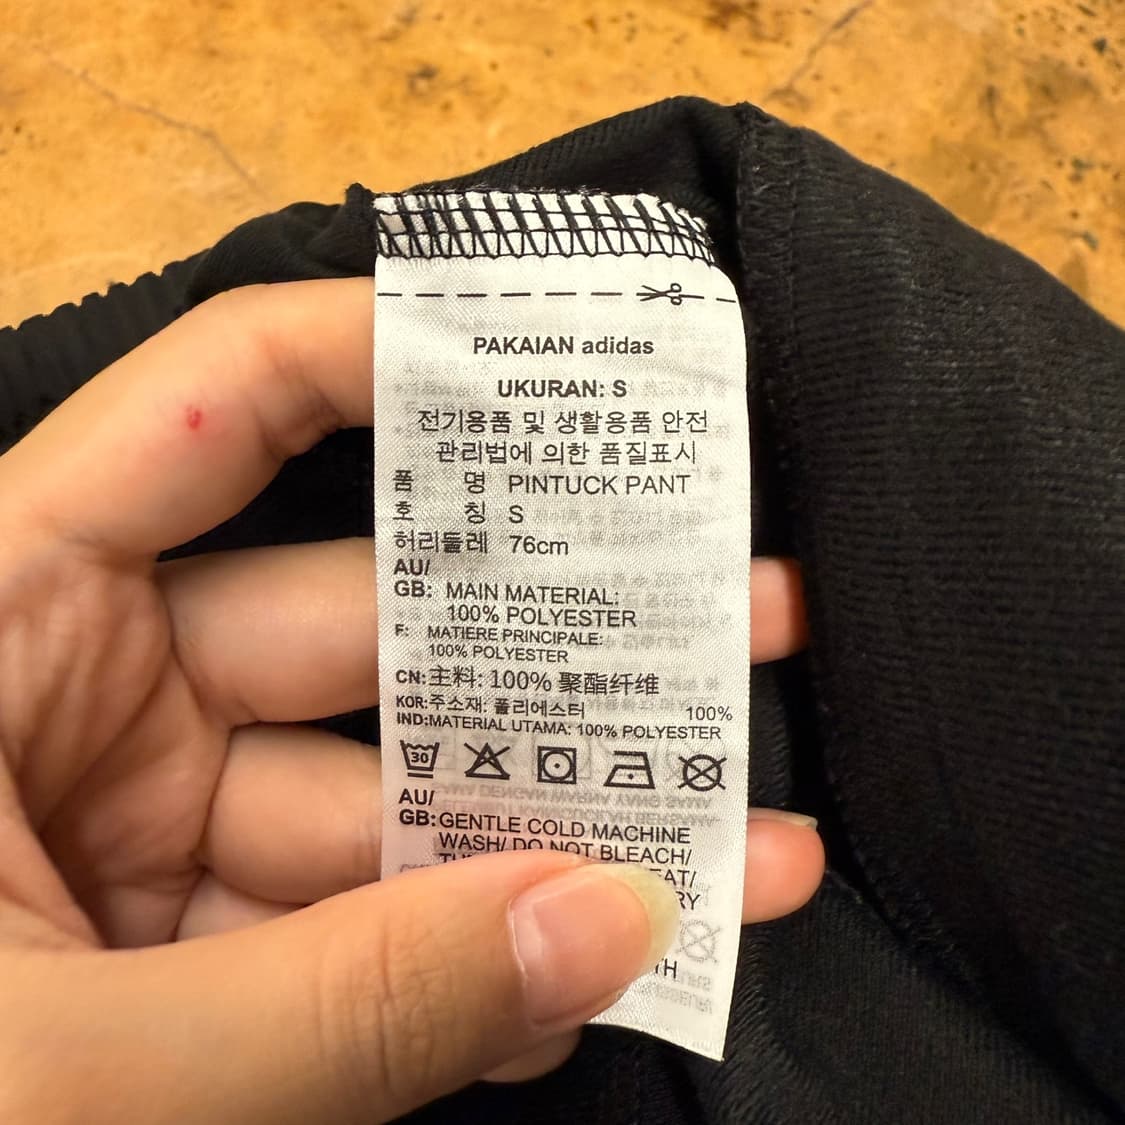 PAKAIAN adidas
UKURAN: S
전기용품 및 생활용품 안전
관리법에 의한 품질표시
품 명 PINTUCK PANT
호 칭 S
허리둘레 76cm
AU/
GB: MAIN MATERIAL:
100% POLYESTER
F: MATIERE PRINCIPALE:
100% POLYESTER
CN:主料: 100% 聚酯纤维
KOR:주소재: 폴리에스터 100%
IND:MATERIAL UTAMA: 100% POLYESTER
30
AU/
GB:GENTLE COLD MACHINE
WASH/ DO NOT BLEACH/